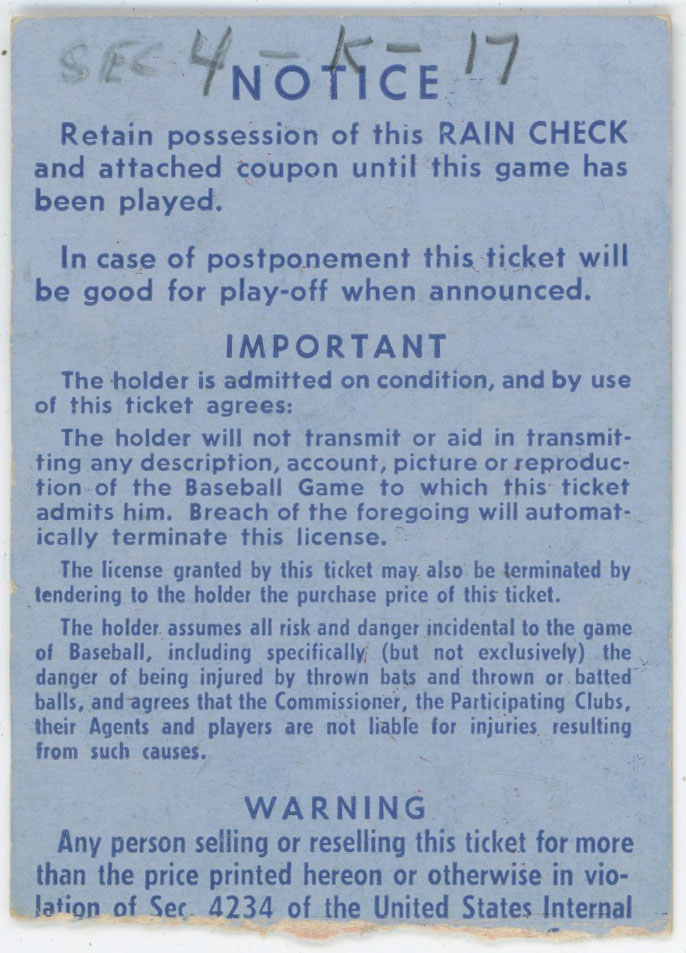 SEC 4 - K - 17
NOTICE
Retain possession of this RAIN CHECK
and attached coupon until this game has
been played.
In case of postponement this ticket will
be good for play-off when announced.
IMPORTANT
The holder is admitted on condition, and by use
of this ticket agrees:
The holder will not transmit or aid in transmit-
ting any description, account, picture or reproduc-
tion of the Baseball Game to which this ticket
admits him. Breach of the foregoing will automat-
ically terminate this license.
The license granted by this ticket may also be terminated by
tendering to the holder the purchase price of this ticket.
The holder assumes all risk and danger incidental to the game
of Baseball, including specifically (but not exclusively) the
danger of being injured by thrown bats and thrown or batted
balls, and agrees that the Commissioner, the Participating Clubs,
their Agents and players are not liable for injuries resulting
from such causes.
WARNING
Any person selling or reselling this ticket for more
than the price printed hereon or otherwise in vio-
lation of Sec. 4234 of the United States Internal